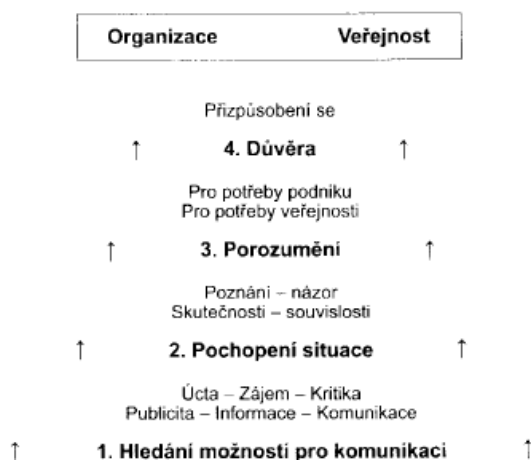 Organizace Veřejnost
Přizpůsobení se
↑ 4. Důvěra ↑
Pro potřeby podniku
Pro potřeby veřejnosti
↑ 3. Porozumění ↑
Poznání – názor
Skutečnosti – souvislosti
↑ 2. Pochopení situace ↑
Úcta – Zájem – Kritika
Publicita – Informace – Komunikace
↑ 1. Hledání možností pro komunikaci ↑